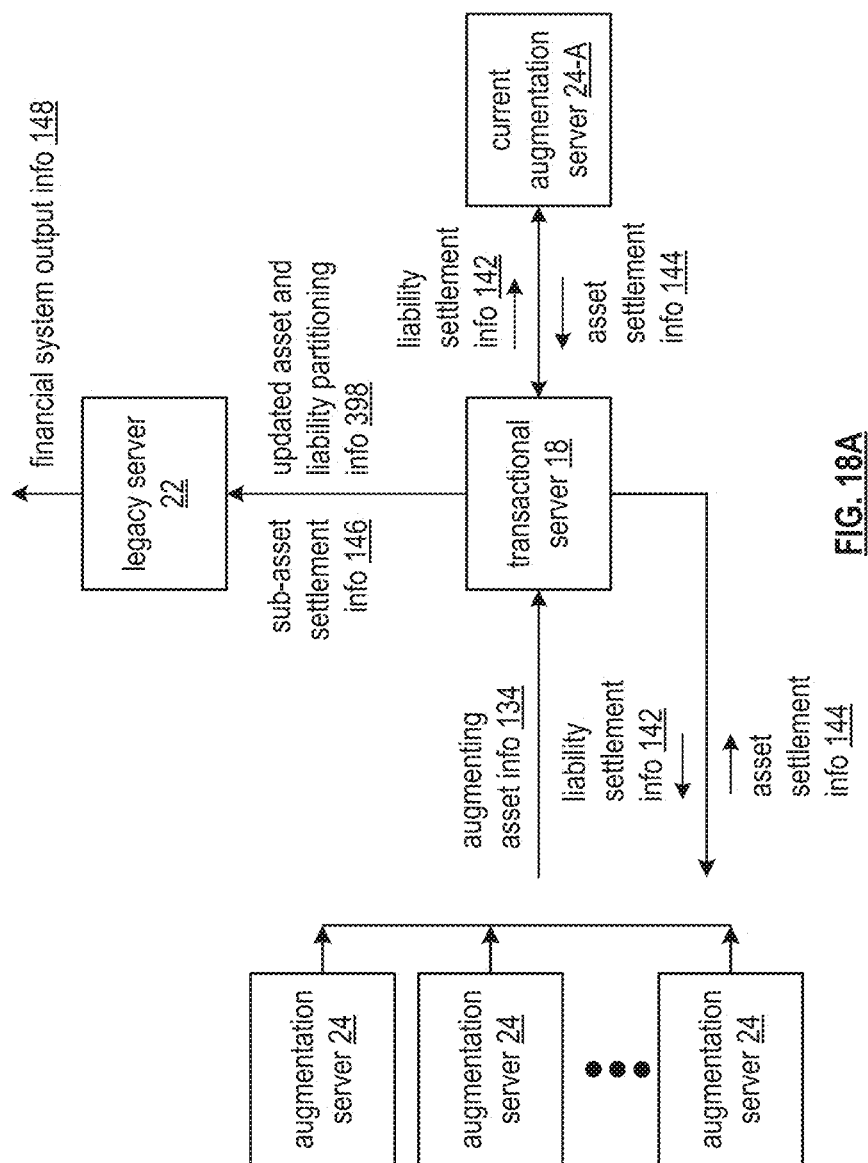 financial system output info 148
legacy server
22
sub-asset
settlement
info 146
updated asset and
liability partitioning
info 398
augmentation
server 24
augmentation
server 24
augmentation
server 24
augmenting
asset info 134
liability
settlement
info 142
asset
settlement
info 144
transactional
server 18
liability
settlement
info 142
asset
settlement
info 144
current
augmentation
server 24-A
FIG. 18A